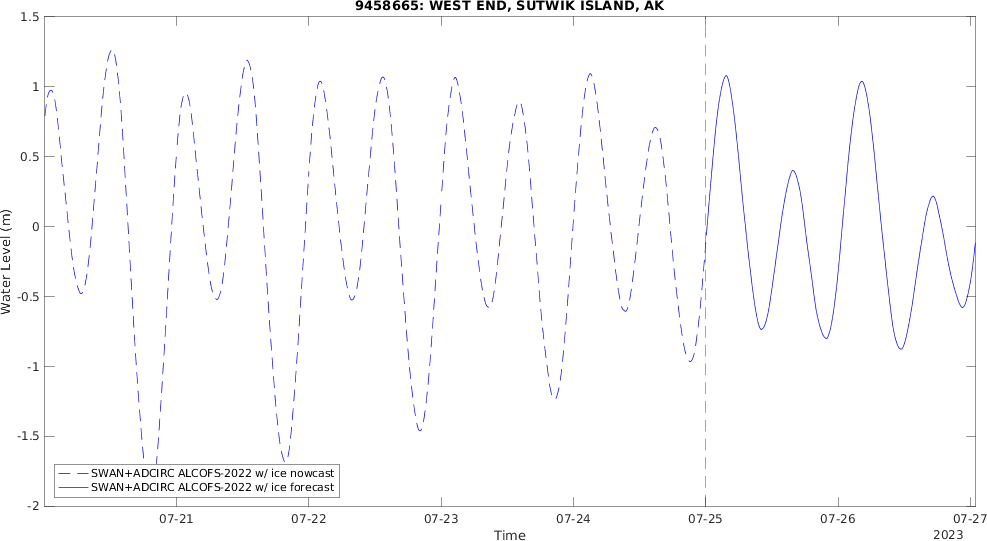 9458665: WEST END, SUTWIK ISLAND, AK
1.5
1
0.5
0
-0.5
-1
-1.5
-2
Water Level (m)
SWAN+ADCIRC ALCOFS-2022 w/ ice nowcast
SWAN+ADCIRC ALCOFS-2022 w/ ice forecast
07-21 07-22 07-23 07-24 07-25 07-26 07-27
Time
2023